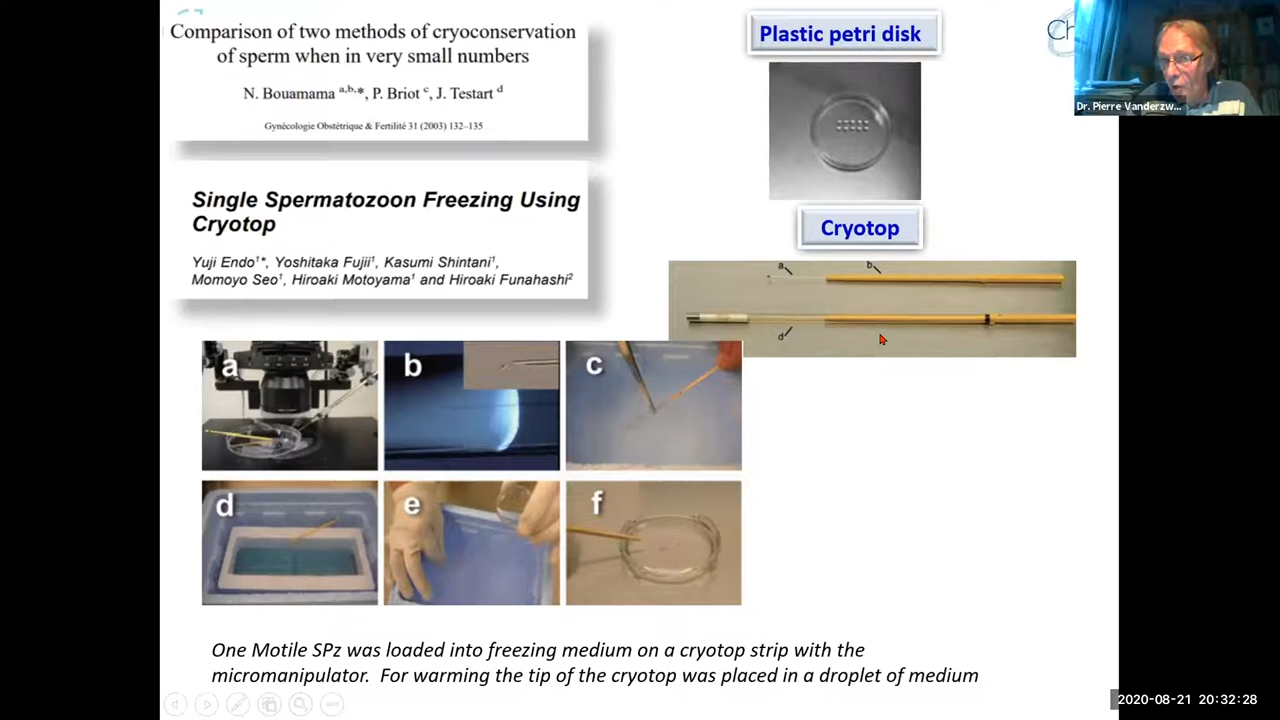 Comparison of two methods of cryoconservation
of sperm when in very small numbers
N. Bouamama a,b,*, P. Briot c, J. Testart d
Gynécologie Obstétrique & Fertilité 31 (2003) 132–135
Single Spermatozoon Freezing Using
Cryotop
Yuji Endo1*, Yoshitaka Fujii1, Kasumi Shintani1,
Momoyo Seo1, Hiroaki Motoyama1 and Hiroaki Funahashi2
Plastic petri disk
Ch
Dr. Pierre Vanderzw...
Cryotop
a
b
d
a
b
c
d
e
f
One Motile SPz was loaded into freezing medium on a cryotop strip with the
micromanipulator. For warming the tip of the cryotop was placed in a droplet of medium
2020-08-21 20:32:28